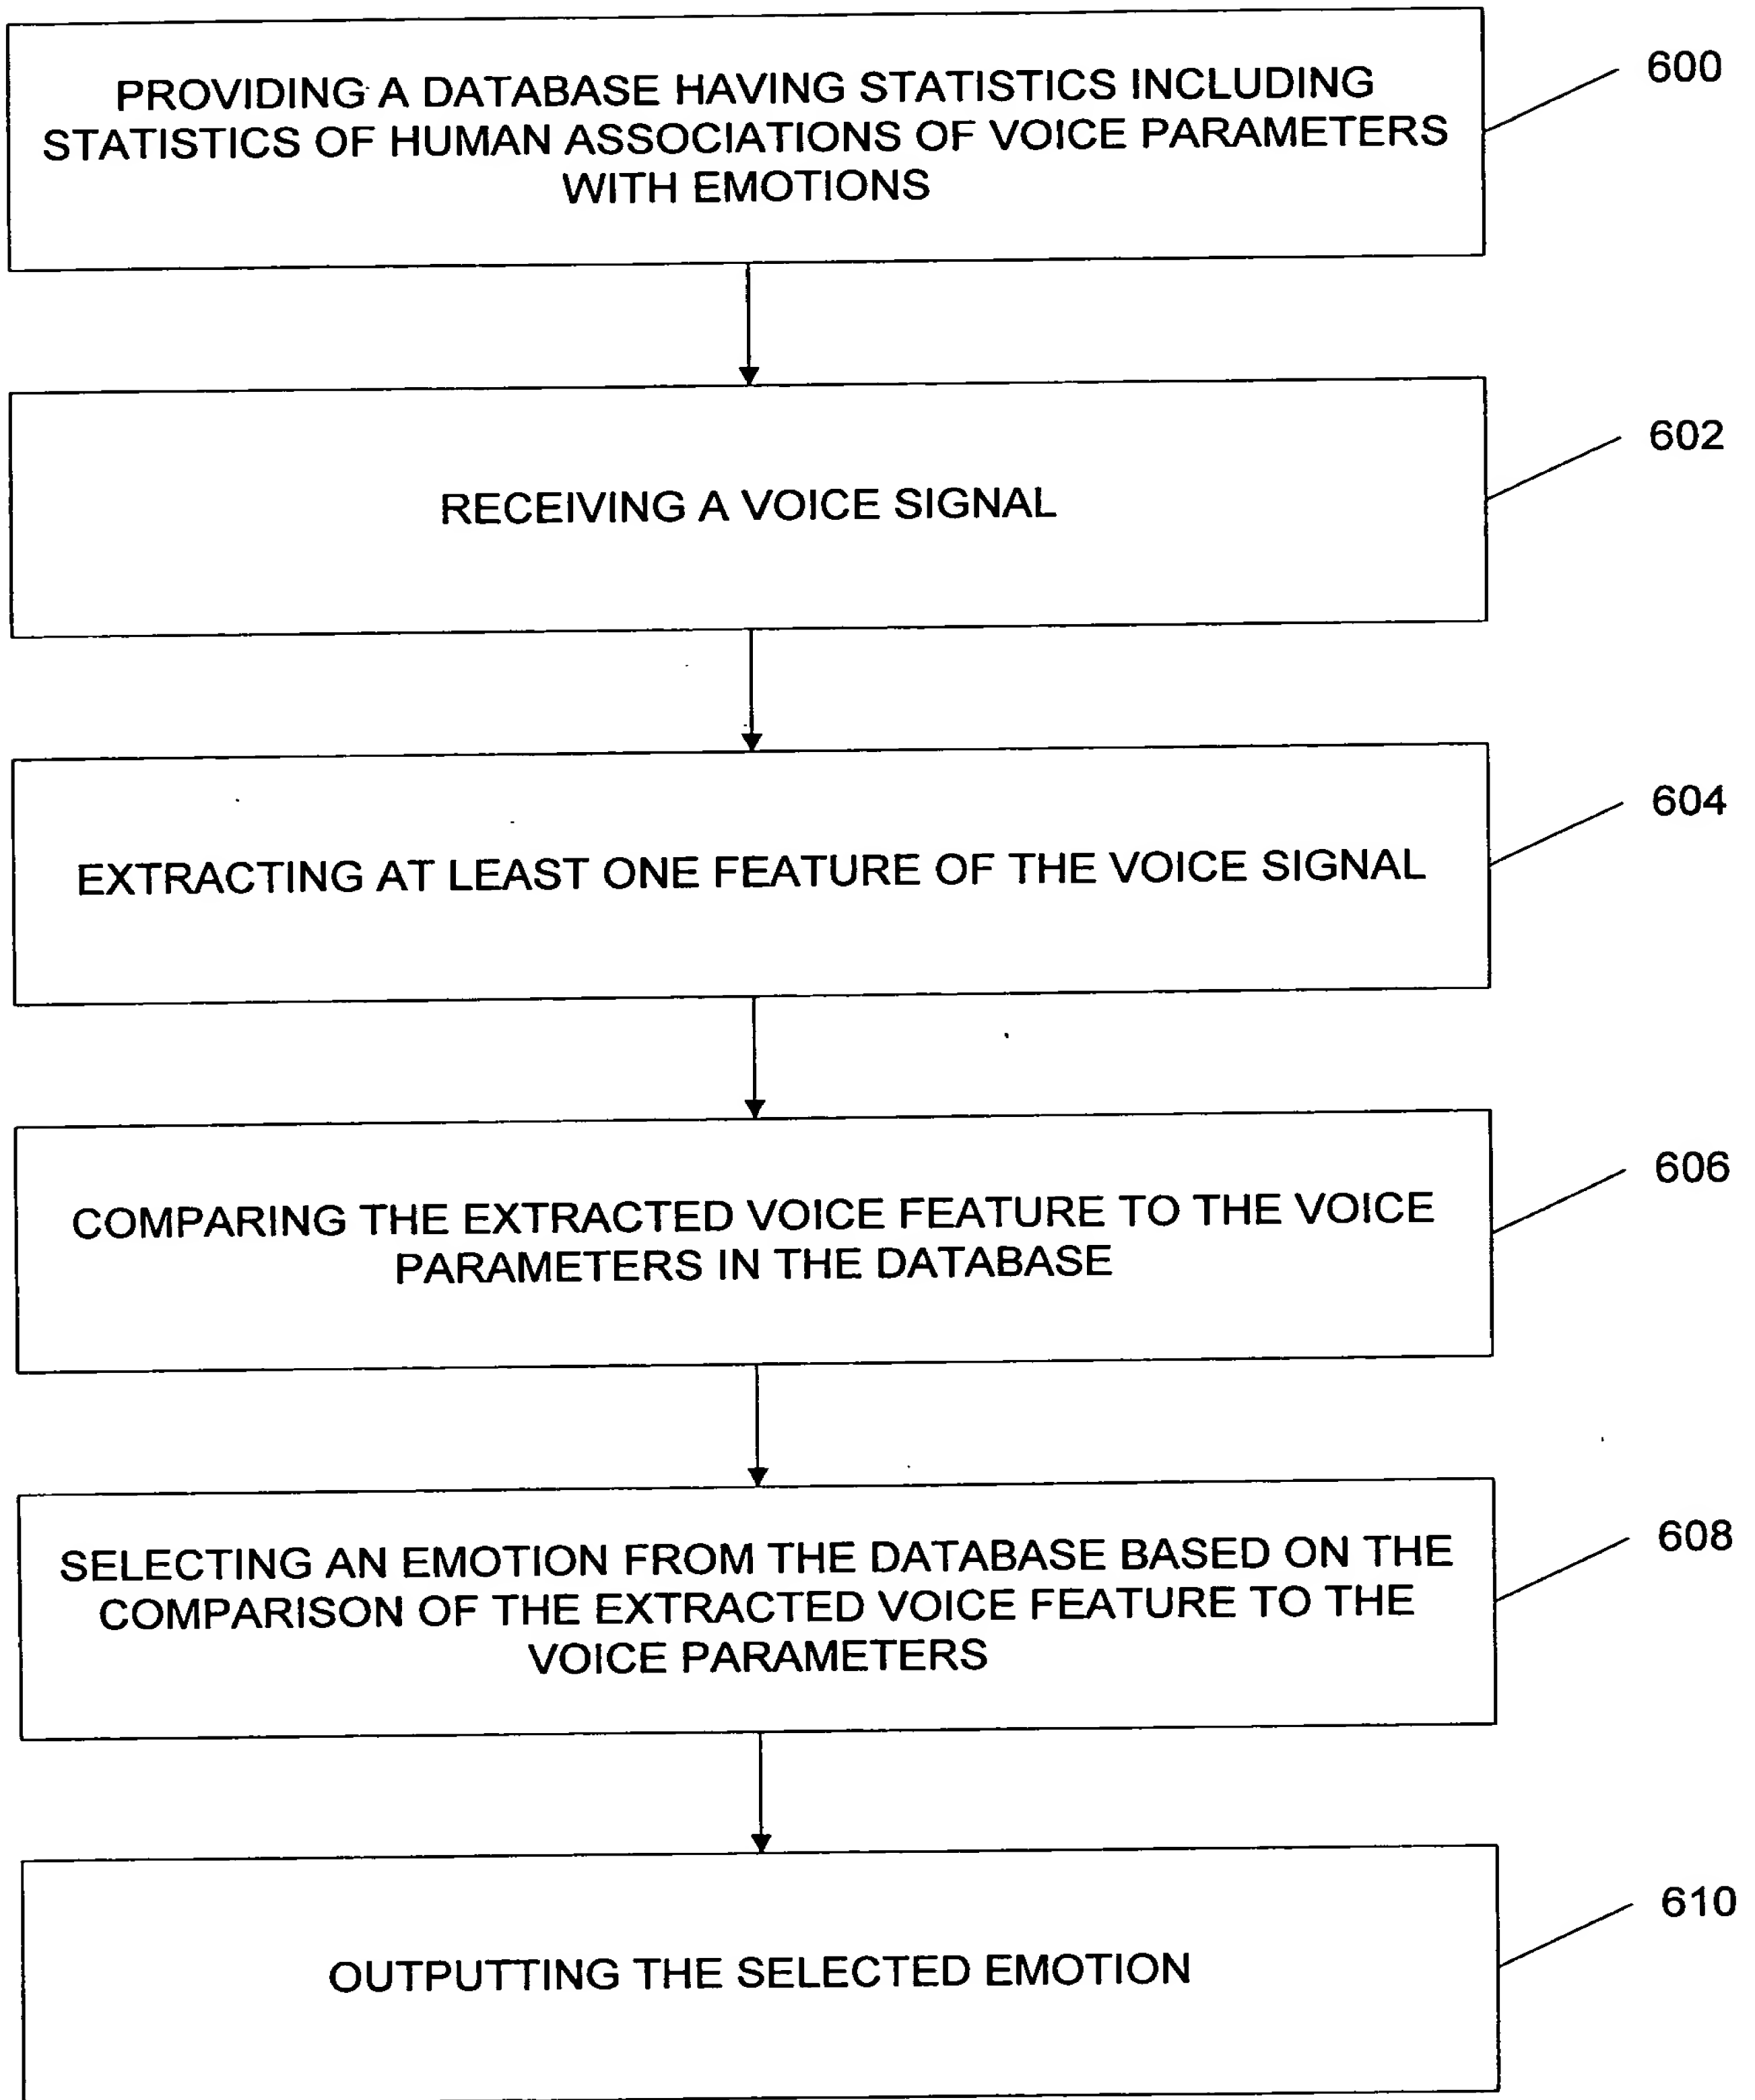 PROVIDING A DATABASE HAVING STATISTICS INCLUDING
STATISTICS OF HUMAN ASSOCIATIONS OF VOICE PARAMETERS
WITH EMOTIONS
600
RECEIVING A VOICE SIGNAL
602
EXTRACTING AT LEAST ONE FEATURE OF THE VOICE SIGNAL
604
COMPARING THE EXTRACTED VOICE FEATURE TO THE VOICE
PARAMETERS IN THE DATABASE
606
SELECTING AN EMOTION FROM THE DATABASE BASED ON THE
COMPARISON OF THE EXTRACTED VOICE FEATURE TO THE
VOICE PARAMETERS
608
OUTPUTTING THE SELECTED EMOTION
610